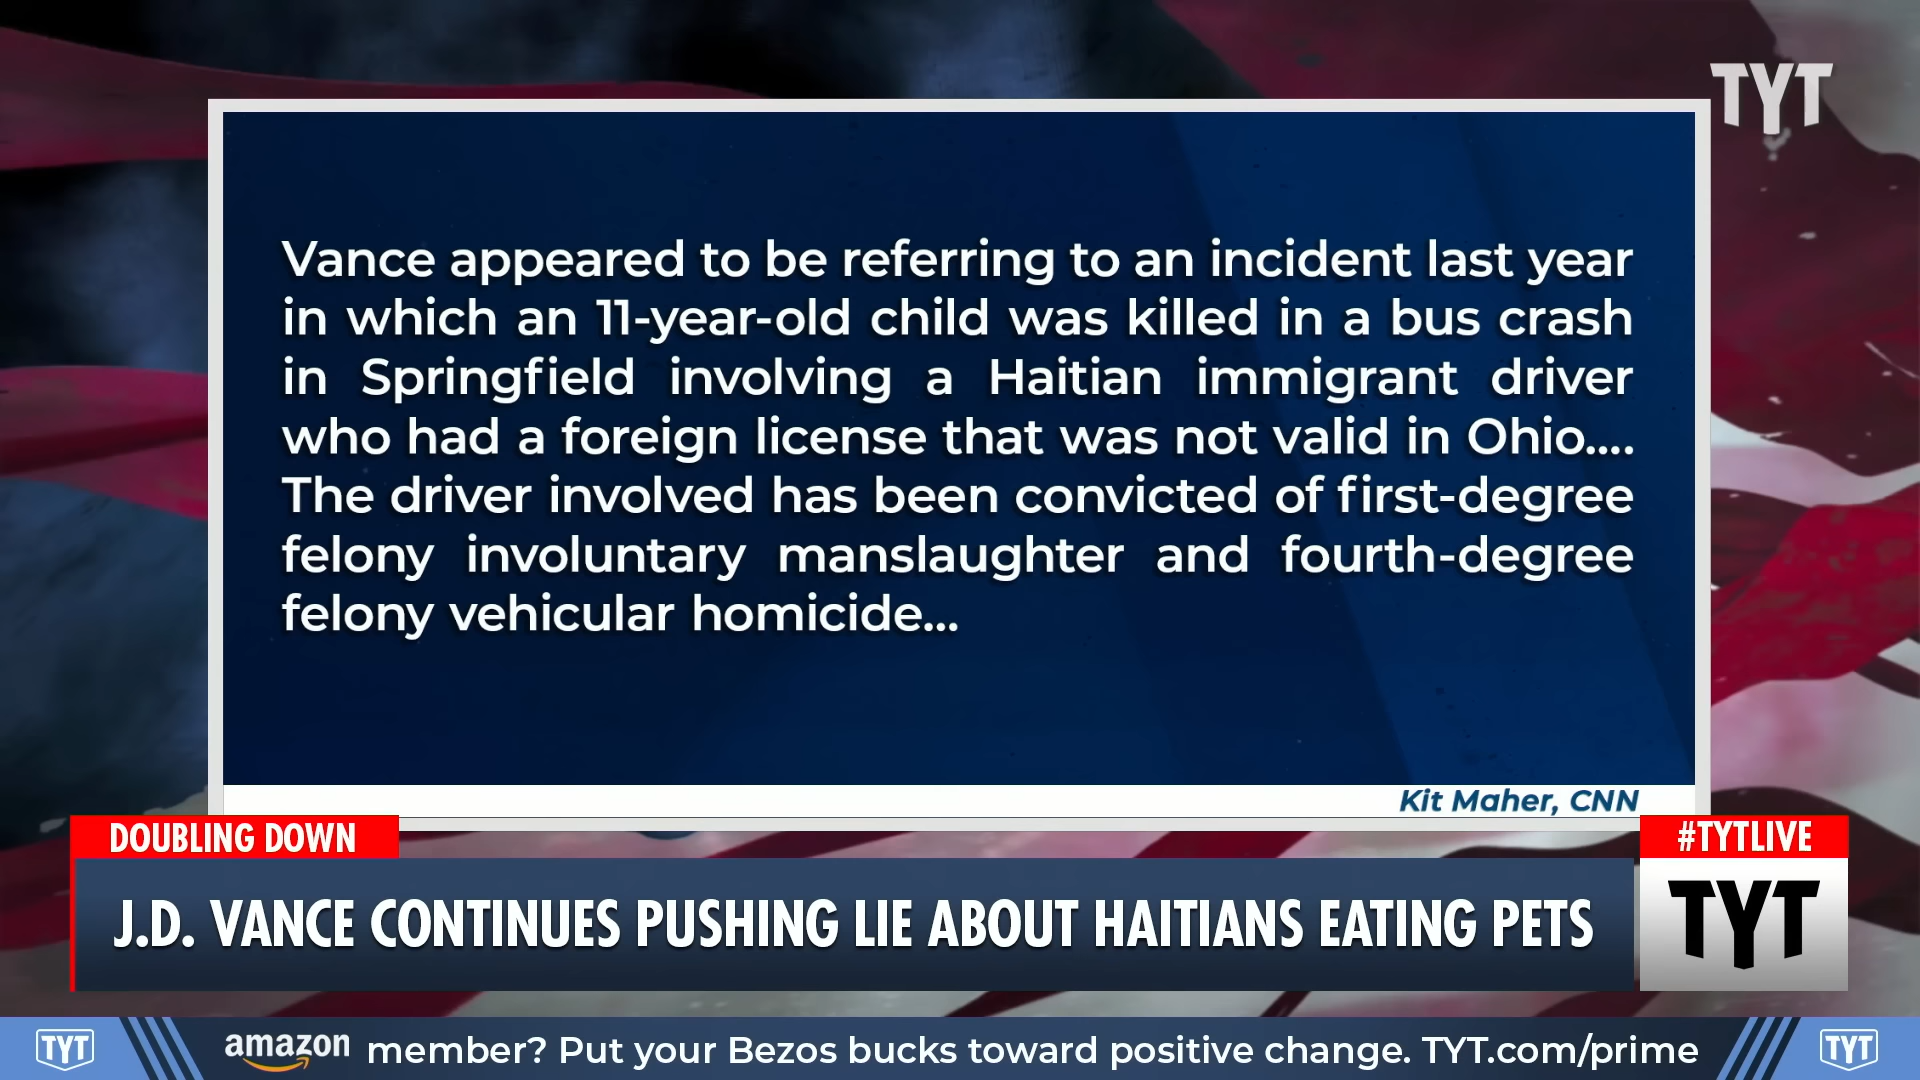 TYT
Vance appeared to be referring to an incident last year
in which an 11-year-old child was killed in a bus crash
in Springfield involving a Haitian immigrant driver
who had a foreign license that was not valid in Ohio....
The driver involved has been convicted of first-degree
felony involuntary manslaughter and fourth-degree
felony vehicular homicide...
Kit Maher, CNN
DOUBLING DOWN
#TYTLIVE
J.D. VANCE CONTINUES PUSHING LIE ABOUT HAITIANS EATING PETS
TYT
TYT
amazon member? Put your Bezos bucks toward positive change. TYT.com/prime
TYT